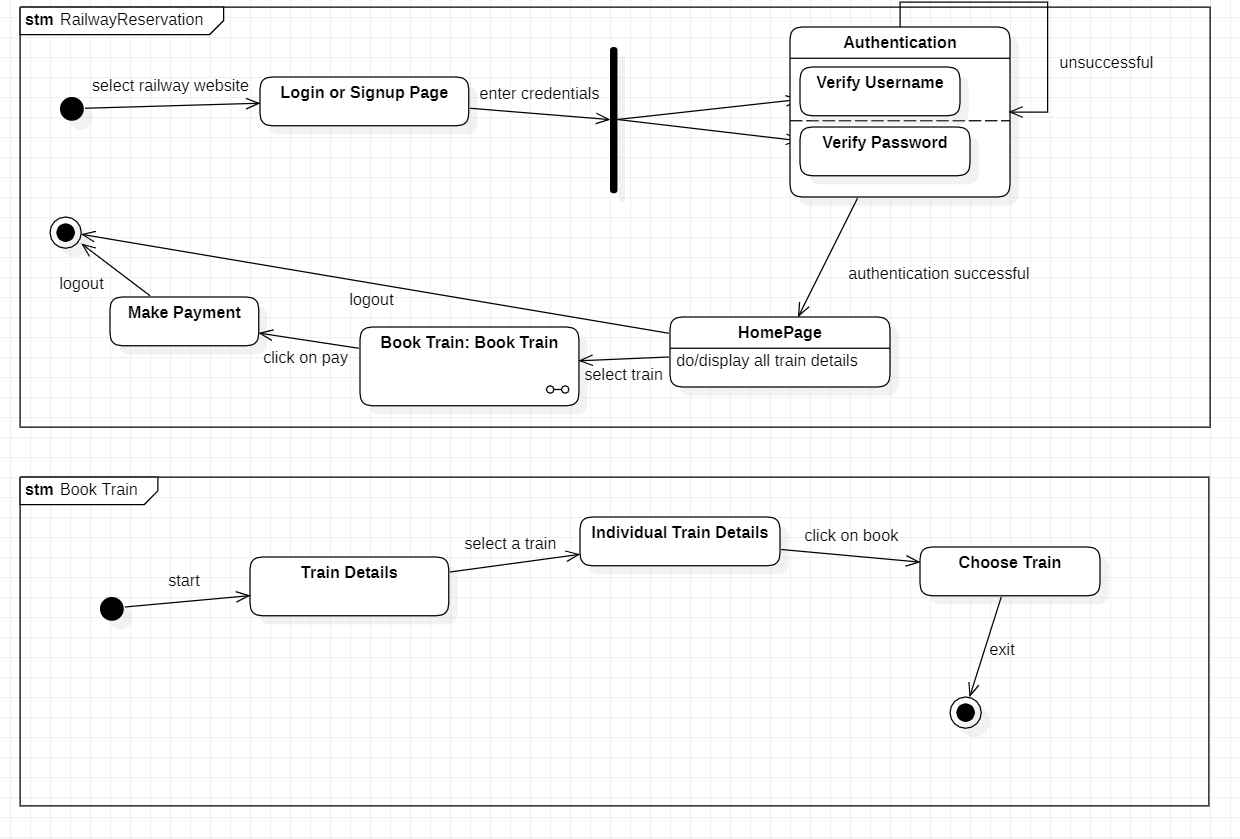 stm RailwayReservation
select railway website
Login or Signup Page
enter credentials
Authentication
Verify Username
Verify Password
unsuccessful
authentication successful
HomePage
do/display all train details
select train
logout
Book Train: Book Train
click on pay
Make Payment
logout
stm Book Train
start
Train Details
select a train
Individual Train Details
click on book
Choose Train
exit